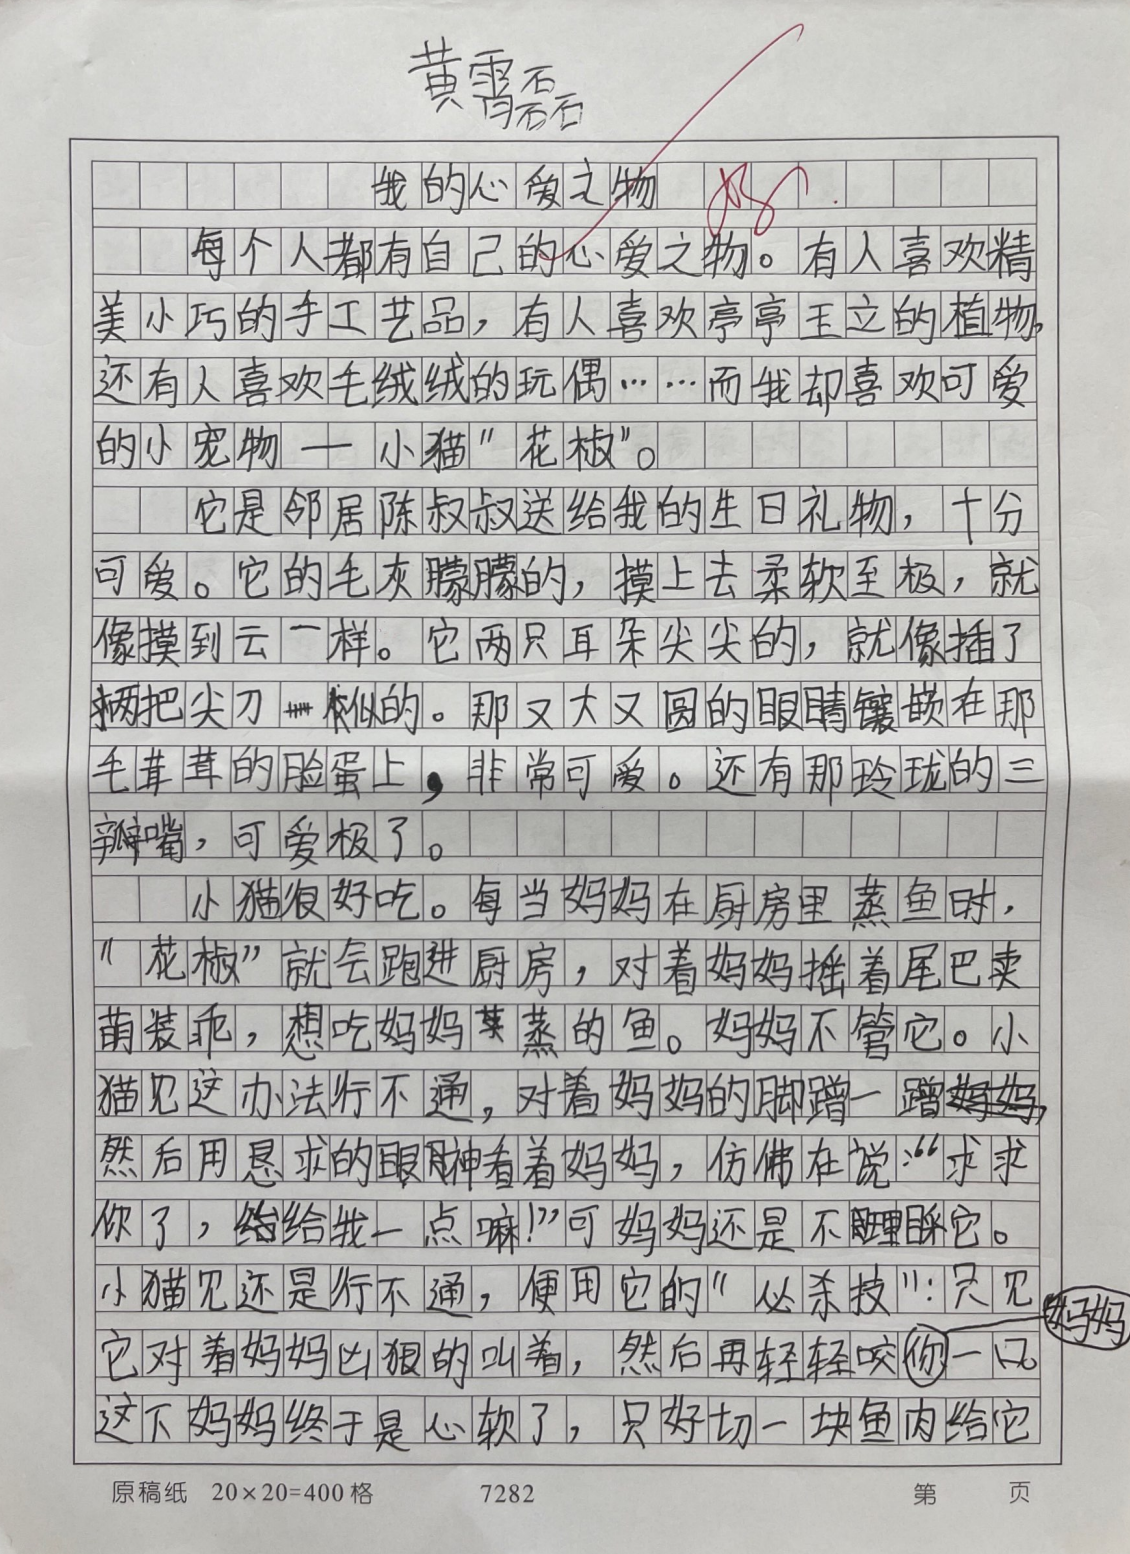 黄霄磊
我的心爱之物 好
每个人都有自己的心爱之物。有人喜欢精
美小巧的手工艺品，有人喜欢亭亭玉立的植物，
还有人喜欢毛绒绒的玩偶……而我却喜欢可爱
的小宠物一小猫“花椒”。
它是邻居陈叔叔送给我的生日礼物，十分
可爱。它的毛灰朦朦的，摸上去柔软至极，就
像摸到云一样。它两只耳朵尖尖的，就像插了
两把尖刀似的。那又大又圆的眼睛镶嵌在那
毛茸茸的脸蛋上，非常可爱。还有那玲珑的三
瓣嘴，可爱极了。
小猫很好吃。每当妈妈在厨房里蒸鱼时，
“花椒”就会跑进厨房，对着妈妈摇着尾巴卖
萌装乖，想吃妈妈蒸的鱼。妈妈不管它。小
猫见这办法行不通，对着妈妈的脚蹭一蹭，
然后用恳求的眼神看着妈妈，仿佛在说：“求求
你了，给我一点嘛！”可妈妈还是不理睬它。
小猫见还是行不通，便用它的“必杀技”：只见
它对着妈妈凶狠的叫着，然后再轻轻咬你一口
妈妈
这下妈妈终于是心软了，只好切一块鱼肉给它
原稿纸 20×20=400格 7282 第 页